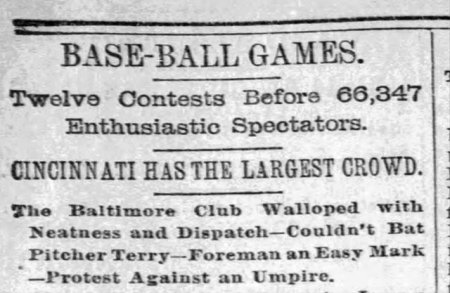 BASE-BALL GAMES.
Twelve Contests Before 66,347
Enthusiastic Spectators.
CINCINNATI HAS THE LARGEST CROWD.
The Baltimore Club Walloped with
Neatness and Dispatch—Couldn't Bat
Pitcher Terry—Foreman an Easy Mark
—Protest Against an Umpire.